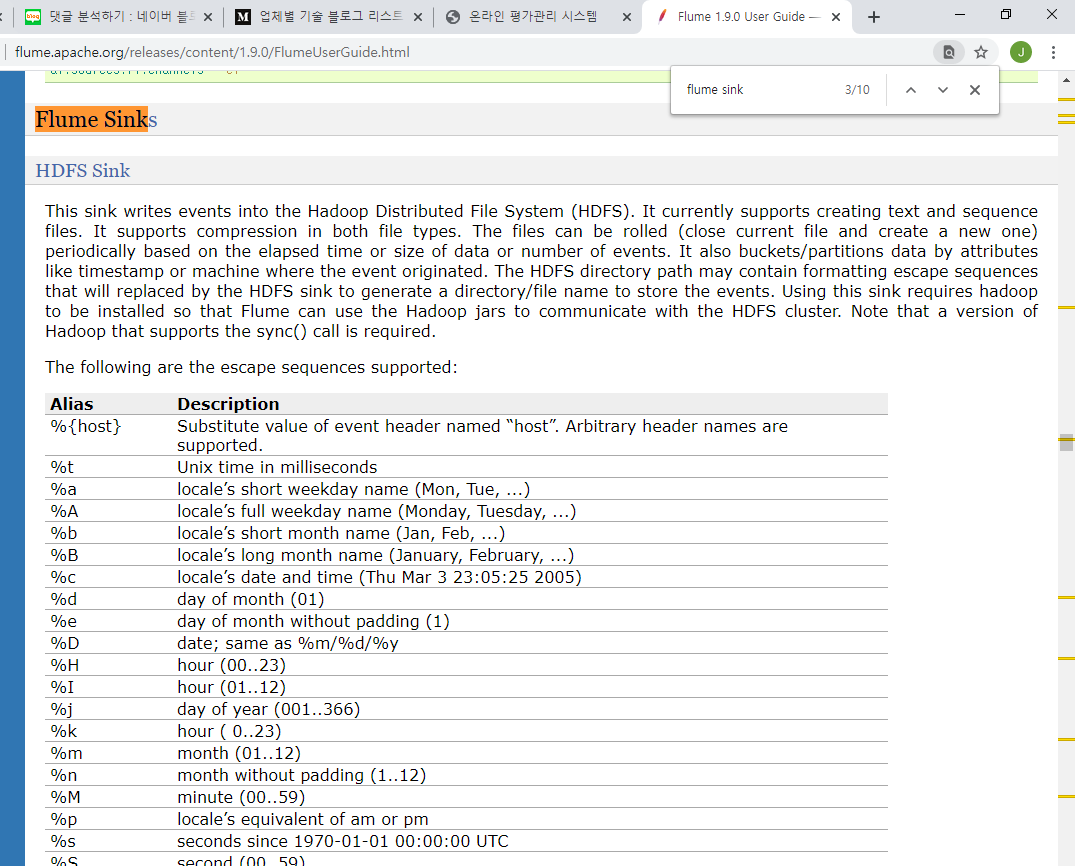 댓글 분석하기 : 네이버 블로
업체별 기술 블로그 리스트
온라인 평가관리 시스템
Flume 1.9.0 User Guide —
flume.apache.org/releases/content/1.9.0/FlumeUserGuide.html
J
flume sink 3/10
Flume Sinks
HDFS Sink
This sink writes events into the Hadoop Distributed File System (HDFS). It currently supports creating text and sequence
files. It supports compression in both file types. The files can be rolled (close current file and create a new one)
periodically based on the elapsed time or size of data or number of events. It also buckets/partitions data by attributes
like timestamp or machine where the event originated. The HDFS directory path may contain formatting escape sequences
that will replaced by the HDFS sink to generate a directory/file name to store the events. Using this sink requires hadoop
to be installed so that Flume can use the Hadoop jars to communicate with the HDFS cluster. Note that a version of
Hadoop that supports the sync() call is required.
The following are the escape sequences supported:
Alias Description
%{host} Substitute value of event header named “host”. Arbitrary header names are
supported.
%t Unix time in milliseconds
%a locale’s short weekday name (Mon, Tue, ...)
%A locale’s full weekday name (Monday, Tuesday, ...)
%b locale’s short month name (Jan, Feb, ...)
%B locale’s long month name (January, February, ...)
%c locale’s date and time (Thu Mar 3 23:05:25 2005)
%d day of month (01)
%e day of month without padding (1)
%D date; same as %m/%d/%y
%H hour (00..23)
%I hour (01..12)
%j day of year (001..366)
%k hour ( 0..23)
%m month (01..12)
%n month without padding (1..12)
%M minute (00..59)
%p locale’s equivalent of am or pm
%s seconds since 1970-01-01 00:00:00 UTC
%S second (00..59)